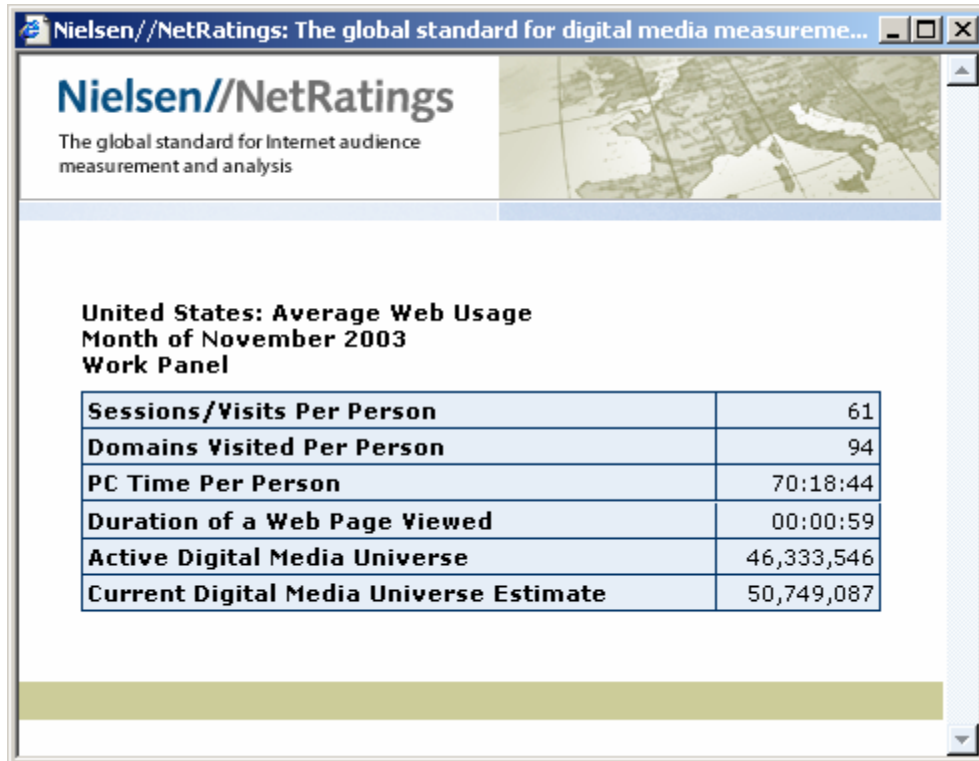 Nielsen//NetRatings: The global standard for digital media measureme...
Nielsen//NetRatings
The global standard for Internet audience
measurement and analysis
United States: Average Web Usage
Month of November 2003
Work Panel
Sessions/Visits Per Person 61
Domains Visited Per Person 94
PC Time Per Person 70:18:44
Duration of a Web Page Viewed 00:00:59
Active Digital Media Universe 46,333,546
Current Digital Media Universe Estimate 50,749,087